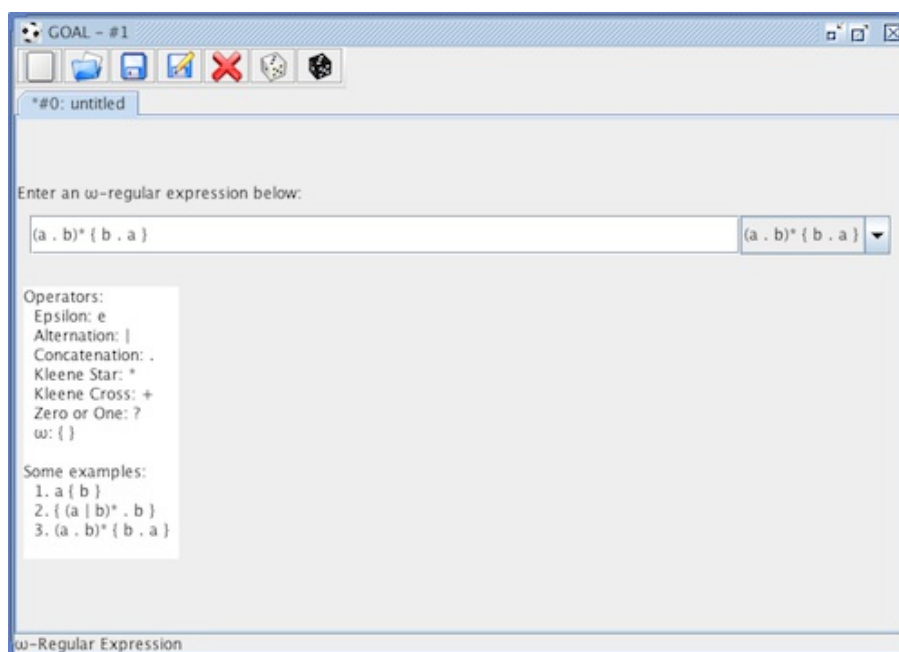 GOAL - #1
*#0: untitled
Enter an ω-regular expression below:
(a . b)* { b . a } (a . b)* { b . a }
Operators:
Epsilon: e
Alternation: |
Concatenation: .
Kleene Star: *
Kleene Cross: +
Zero or One: ?
ω: { }
Some examples:
1. a { b }
2. { (a | b)* . b }
3. (a . b)* { b . a }
ω-Regular Expression